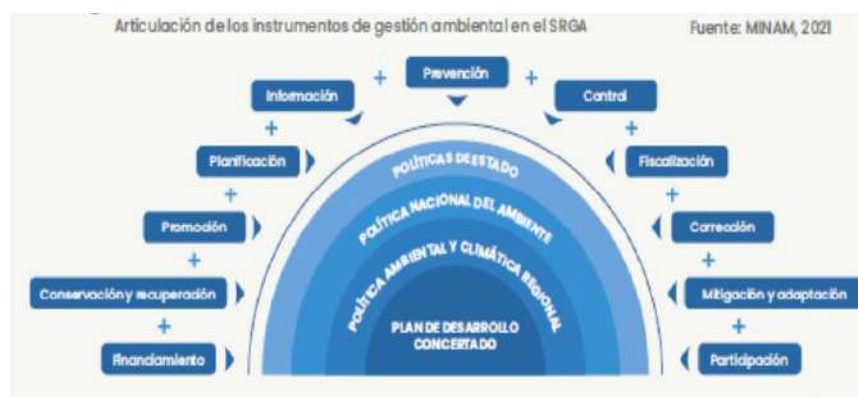 Articulación de los instrumentos de gestión ambiental en el SRGA
Fuente: MINAM, 2021
Prevención
Información
Control
Planificación
Fiscalización
Promoción
Corrección
Conservación y recuperación
Mitigación y adaptación
Financiamiento
Participación
POLÍTICAS DE ESTADO
POLÍTICA NACIONAL DEL AMBIENTE
POLÍTICA AMBIENTAL Y CLIMÁTICA REGIONAL
PLAN DE DESARROLLO
CONCERTADO